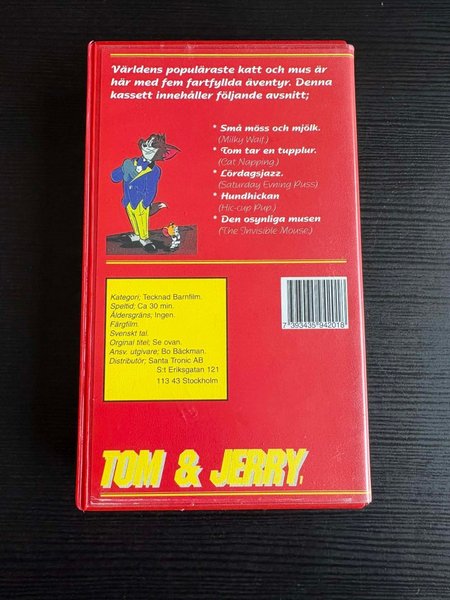 Världens populäraste katt och mus är
här med fem fartfyllda äventyr. Denna
kassett innehåller följande avsnitt;
* Små möss och mjölk.
(Milky Waif.)
* Tom tar en tupplur.
(Cat Napping.)
* Lördagsjazz.
(Saturday Evning Puss)
* Hundhickan
(Hic-cup Pup.)
* Den osynliga musen
(The Invisible Mouse;)
Kategori; Tecknad Barnfilm.
Speltid; Ca 30 min.
Åldersgräns; Ingen.
Färgfilm.
Svenskt tal.
Orginal titel; Se ovan.
Ansv. utgivare; Bo Bäckman.
Distributör; Santa Tronic AB
S:t Eriksgatan 121
113 43 Stockholm
7 393435 942018
TOM & JERRY